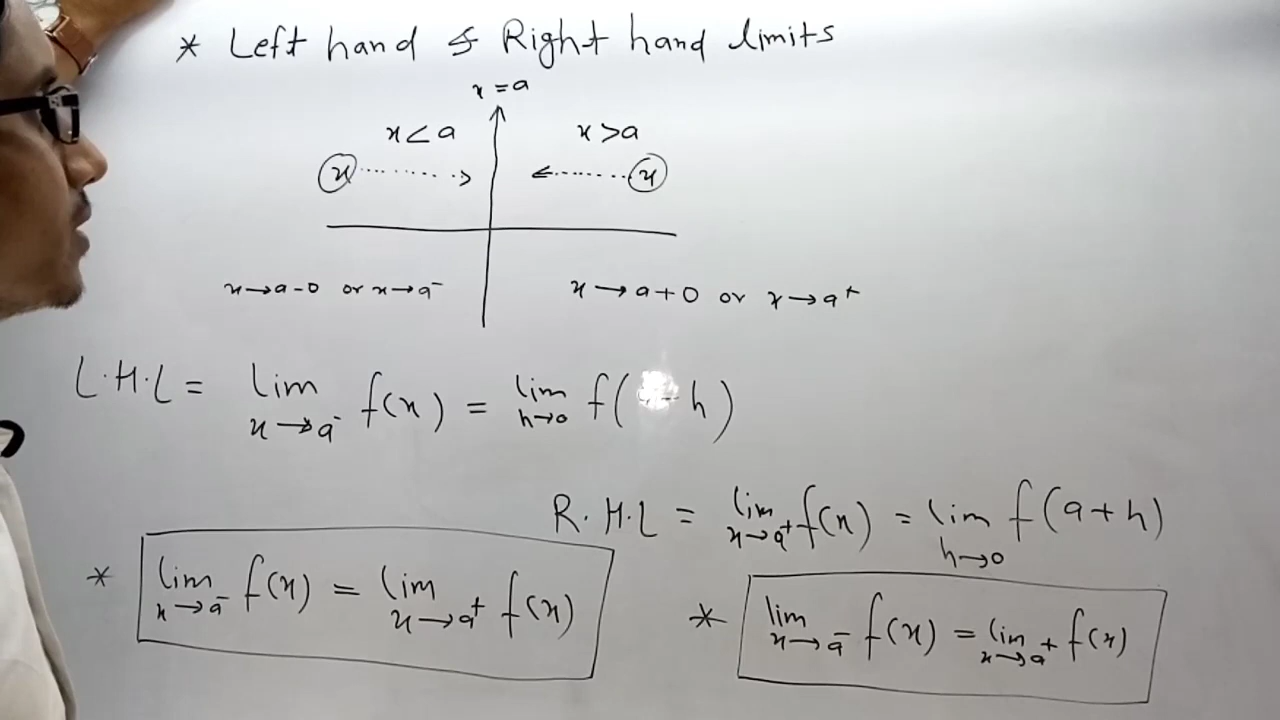 * Left hand & Right hand limits
x = a
x < a
x > a
x
x
x → a - 0 or x → a⁻
x → a + 0 or x → a⁺
L.H.L = lim x → a⁻ f(x) = lim h → 0 f( - h)
R.H.L = lim x → a⁺ f(x) = lim h → 0 f(a + h)
* lim x → a⁻ f(x) = lim x → a⁺ f(x)
* lim x → a⁻ f(x) = lim x → a⁺ f(x)